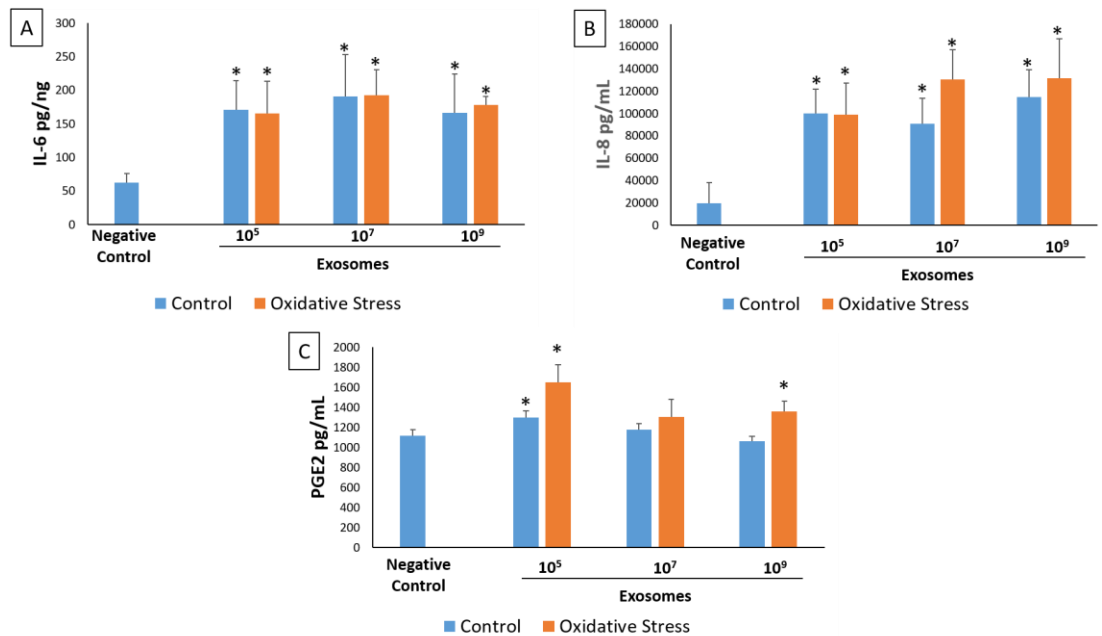 A
300
250
200
150
100
50
0
IL-6 pg/ng
* * * * * *
Negative
Control
10⁵ 10⁷ 10⁹
Exosomes
Control Oxidative Stress
B
180000
160000
140000
120000
100000
80000
60000
40000
20000
0
IL-8 pg/mL
* * * * * *
Negative
Control
10⁵ 10⁷ 10⁹
Exosomes
Control Oxidative Stress
C
2000
1800
1600
1400
1200
1000
800
600
400
200
0
PGE2 pg/mL
* * *
Negative
Control
10⁵ 10⁷ 10⁹
Exosomes
Control Oxidative Stress